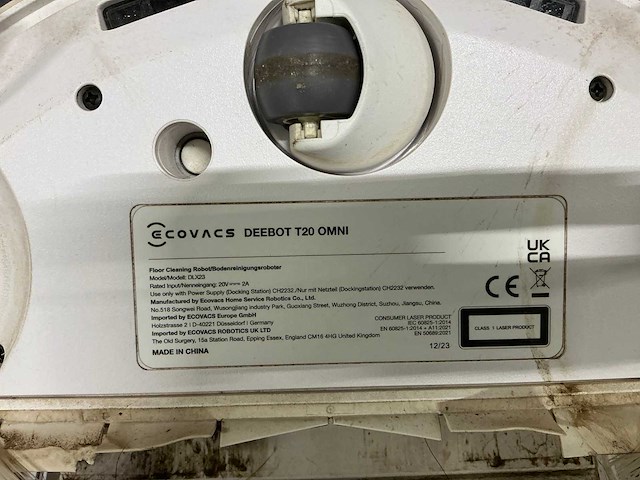 ECOVACS DEEBOT T20 OMNI
Floor Cleaning Robot/Bodenreinigungsroboter
Model/Modell: DLX23
Rated Input/Nenneingang: 20V 2A
Use only with Power Supply (Docking Station) CH2232 /Nur mit Netzteil (Dockingstation) CH2232 verwenden.
Manufactured by Ecovacs Home Service Robotics Co., Ltd.
No.518 Songwei Road, Wusongjiang Industry Park, Guoxiang Street, Wuzhong District, Suzhou, Jiangsu, China.
Imported by ECOVACS Europe GmbH
Holzstrasse 2 I D-40221 Düsseldorf I Germany
Imported by ECOVACS ROBOTICS UK LTD
The Old Surgery, 15a Station Road, Epping Essex, England CM16 4HG United Kingdom
MADE IN CHINA
UK
CA
CE
CONSUMER LASER PRODUCT
IEC 60825-1:2014
EN 60825-1:2014 + A11:2021
EN 50689:2021
CLASS 1 LASER PRODUCT
12/23